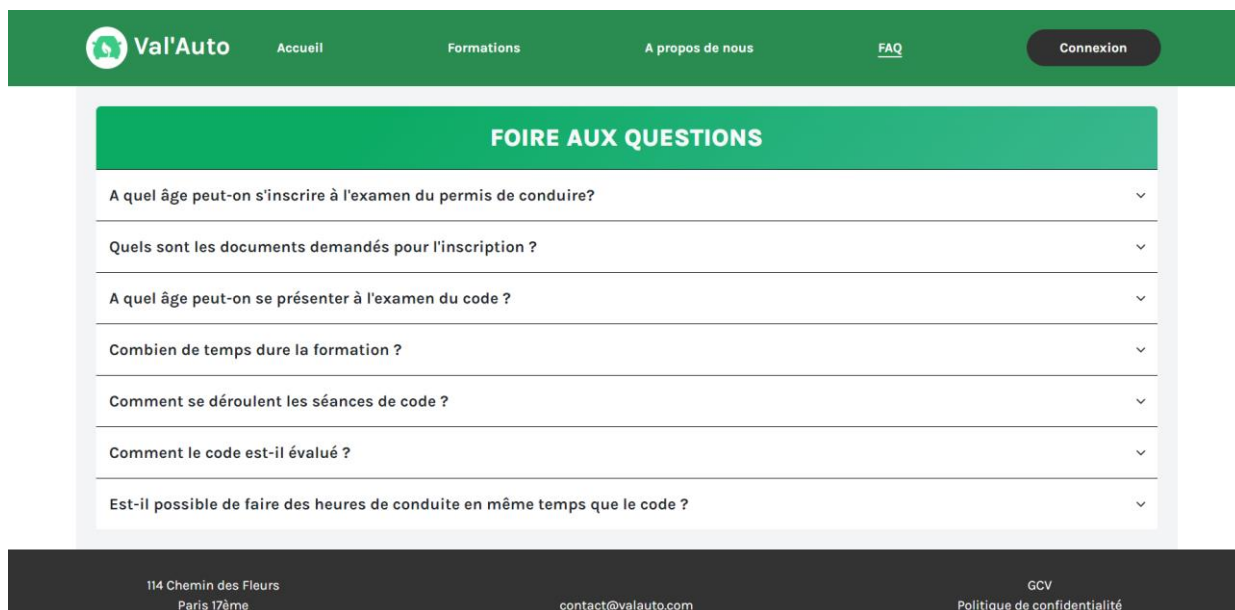 Val'Auto
Accueil
Formations
A propos de nous
FAQ
Connexion
FOIRE AUX QUESTIONS
A quel âge peut-on s'inscrire à l'examen du permis de conduire?
Quels sont les documents demandés pour l'inscription ?
A quel âge peut-on se présenter à l'examen du code ?
Combien de temps dure la formation ?
Comment se déroulent les séances de code ?
Comment le code est-il évalué ?
Est-il possible de faire des heures de conduite en même temps que le code ?
114 Chemin des Fleurs
Paris 17ème
contact@valauto.com
GCV
Politique de confidentialité